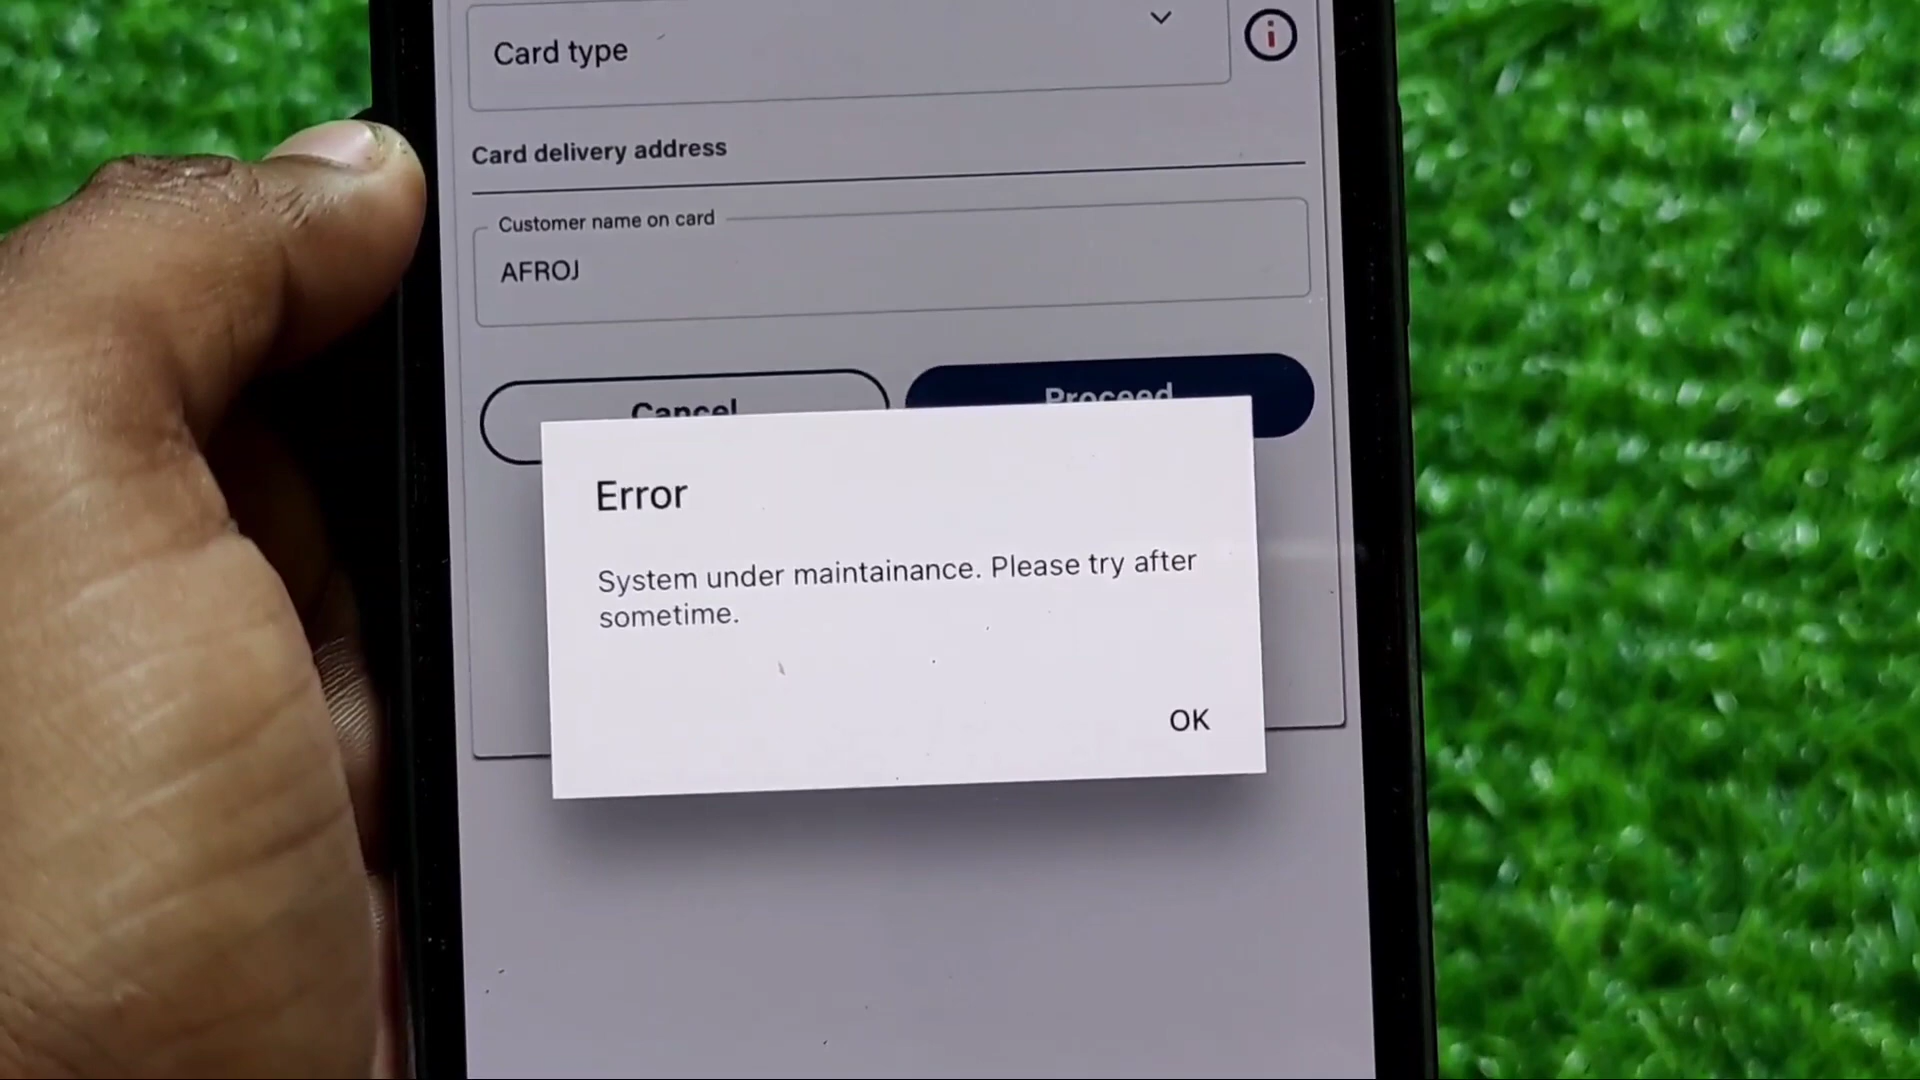 Card type
i
Card delivery address
Customer name on card
AFROJ
Cancel
Proceed
Error
System under maintainance. Please try after
sometime.
OK